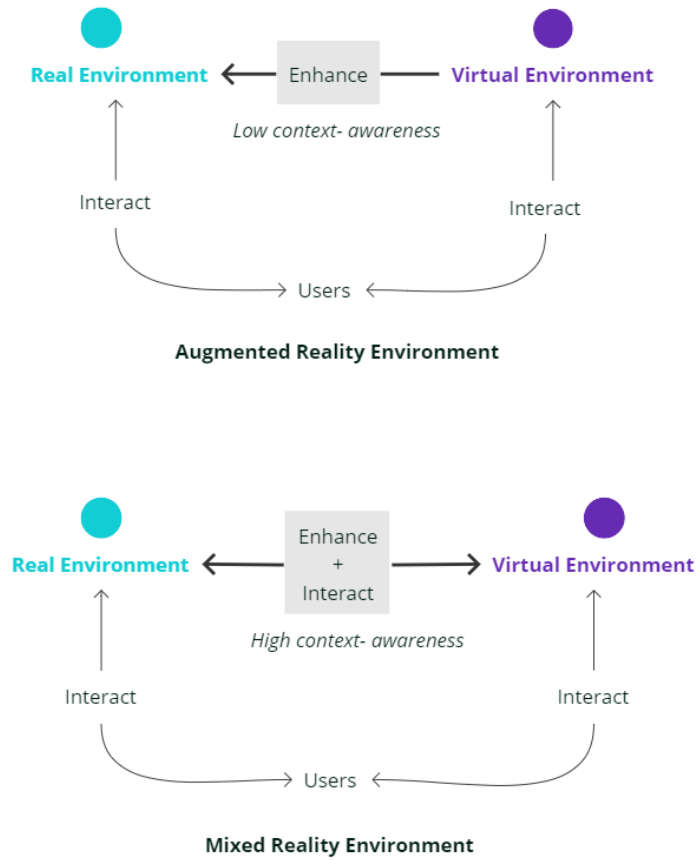 Real Environment
Enhance
Virtual Environment
Low context- awareness
Interact
Interact
Users
Augmented Reality Environment
Enhance
+
Interact
Real Environment
Virtual Environment
High context- awareness
Interact
Interact
Users
Mixed Reality Environment